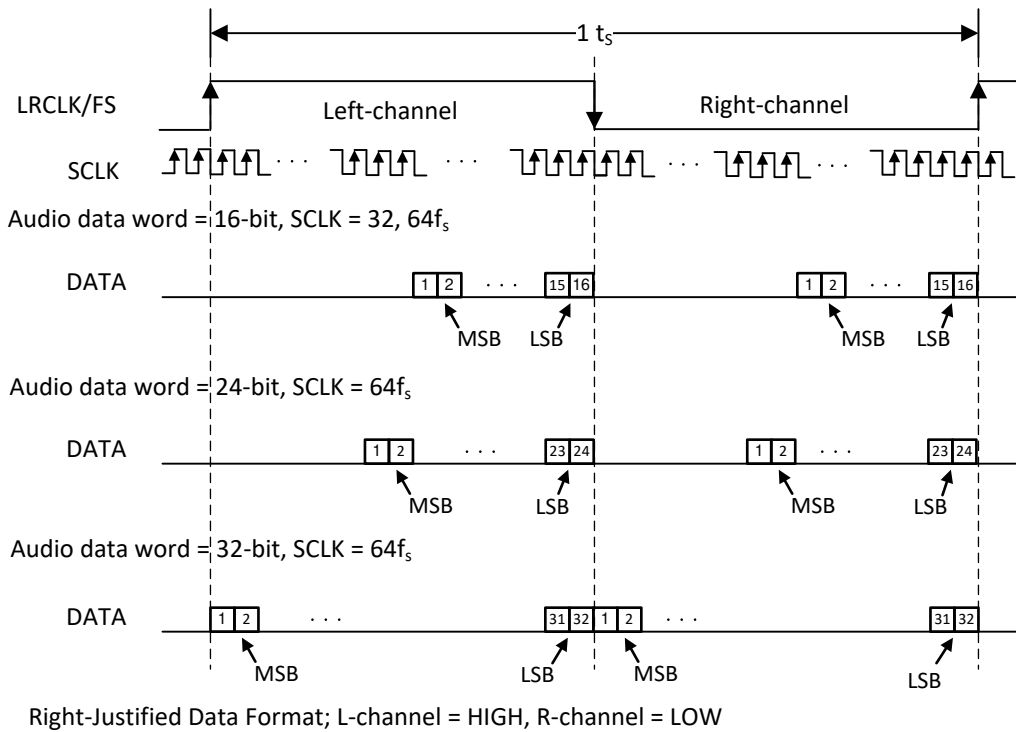 1 tS
LRCLK/FS
Left-channel
Right-channel
SCLK
. . .
. . .
. . .
. . .
Audio data word = 16-bit, SCLK = 32, 64fs
DATA
1 2 . . . 15 16
1 2 . . . 15 16
MSB
LSB
MSB
LSB
Audio data word = 24-bit, SCLK = 64fs
DATA
1 2 . . . 23 24
1 2 . . . 23 24
MSB
LSB
MSB
LSB
Audio data word = 32-bit, SCLK = 64fs
DATA
1 2 . . . 31 32
1 2 . . . 31 32
MSB
LSB
MSB
LSB
Right-Justified Data Format; L-channel = HIGH, R-channel = LOW